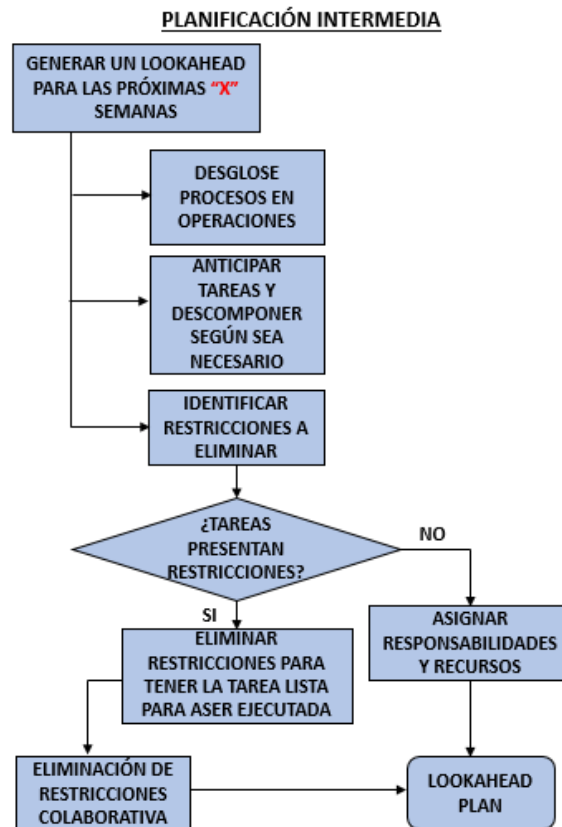 PLANIFICACIÓN INTERMEDIA
GENERAR UN LOOKAHEAD
PARA LAS PRÓXIMAS “X”
SEMANAS
DESGLOSE
PROCESOS EN
OPERACIONES
ANTICIPAR
TAREAS Y
DESCOMPONER
SEGÚN SEA
NECESARIO
IDENTIFICAR
RESTRICCIONES A
ELIMINAR
¿TAREAS
PRESENTAN
RESTRICCIONES?
NO
SI
ELIMINAR
RESTRICCIONES PARA
TENER LA TAREA LISTA
PARA ASER EJECUTADA
ASIGNAR
RESPONSABILIDADES
Y RECURSOS
ELIMINACIÓN DE
RESTRICCIONES
COLABORATIVA
LOOKAHEAD
PLAN